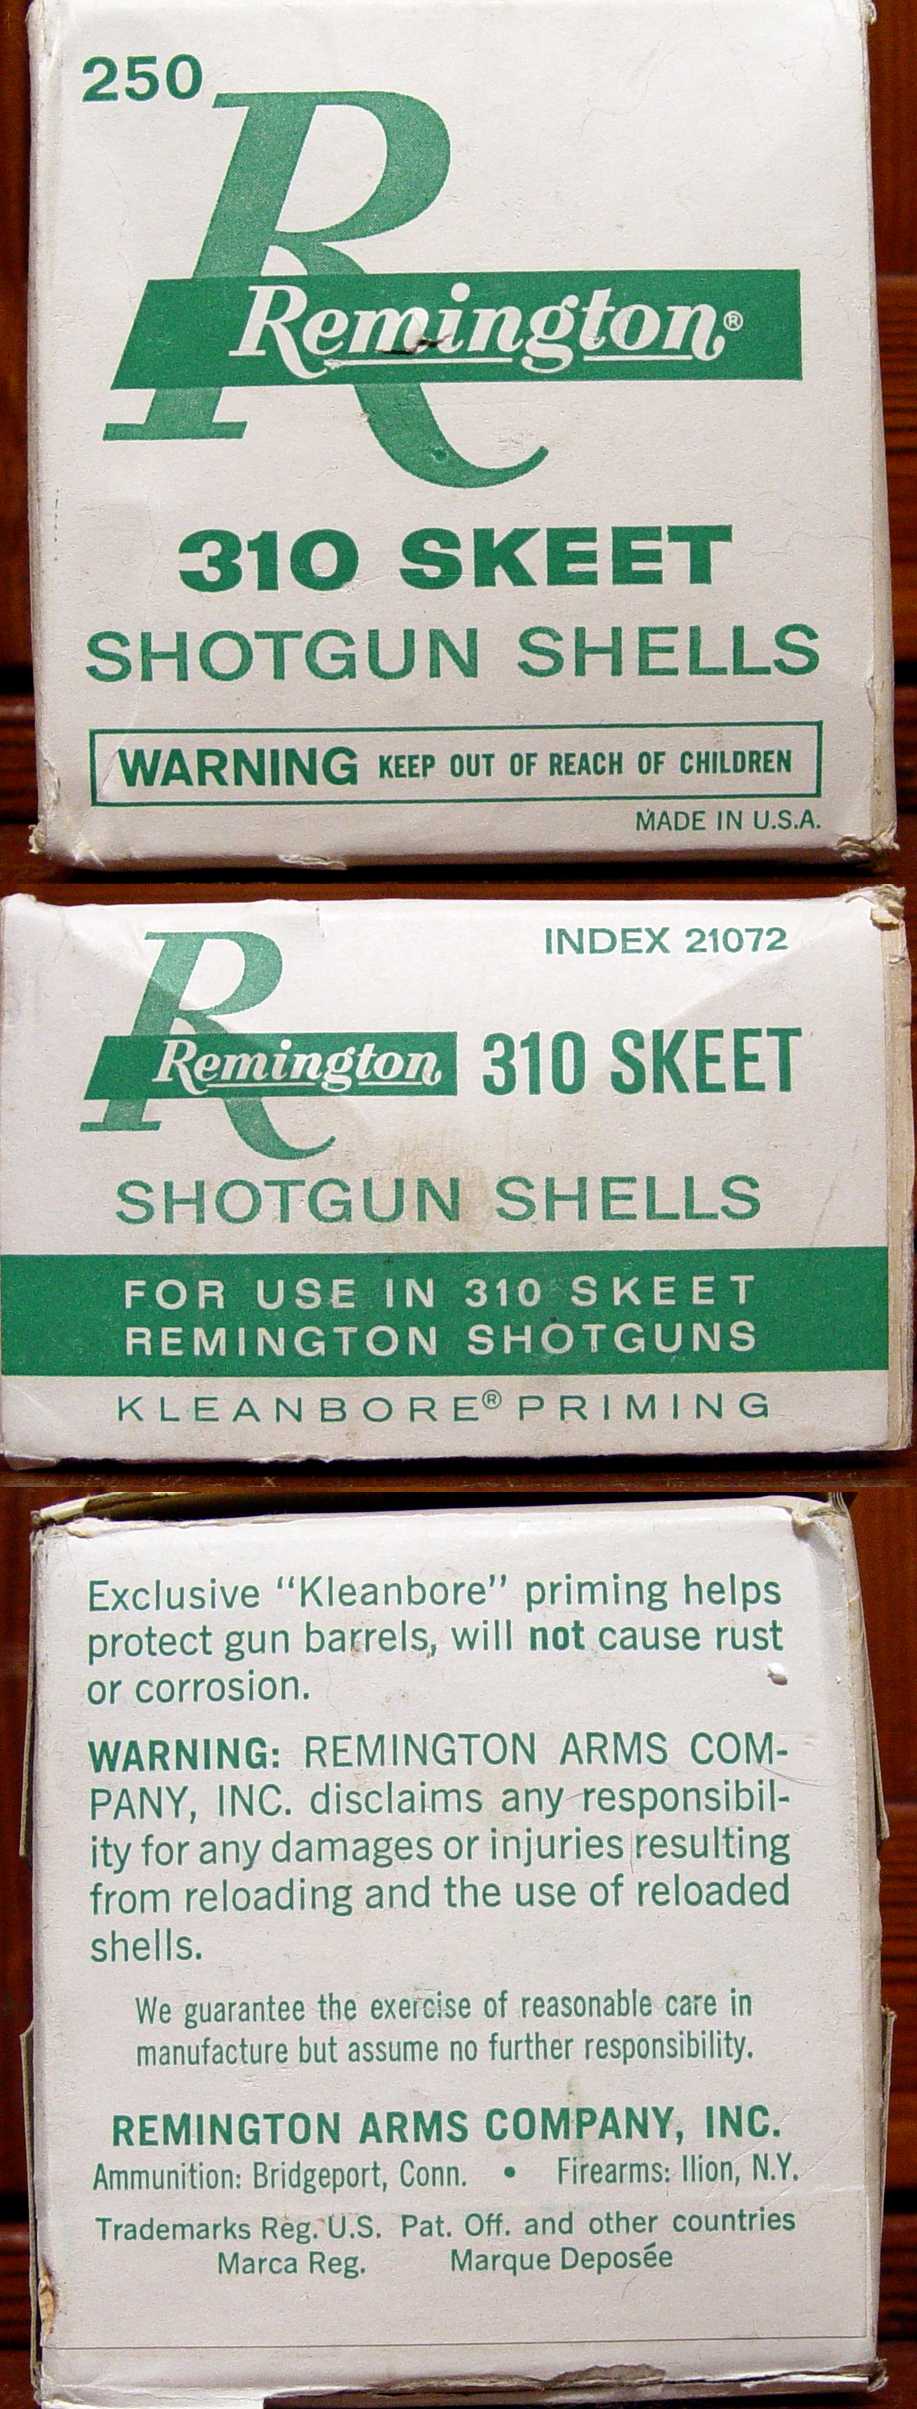 250
R
Remington®
310 SKEET
SHOTGUN SHELLS
WARNING KEEP OUT OF REACH OF CHILDREN
MADE IN U.S.A.
INDEX 21072
R
Remington 310 SKEET
SHOTGUN SHELLS
FOR USE IN 310 SKEET
REMINGTON SHOTGUNS
KLEANBORE® PRIMING
Exclusive “Kleanbore” priming helps
protect gun barrels, will not cause rust
or corrosion.
WARNING: REMINGTON ARMS COM-
PANY, INC. disclaims any responsibil-
ity for any damages or injuries resulting
from reloading and the use of reloaded
shells.
We guarantee the exercise of reasonable care in
manufacture but assume no further responsibility.
REMINGTON ARMS COMPANY, INC.
Ammunition: Bridgeport, Conn. • Firearms: Ilion, N.Y.
Trademarks Reg. U.S. Pat. Off. and other countries
Marca Reg. Marque Deposée